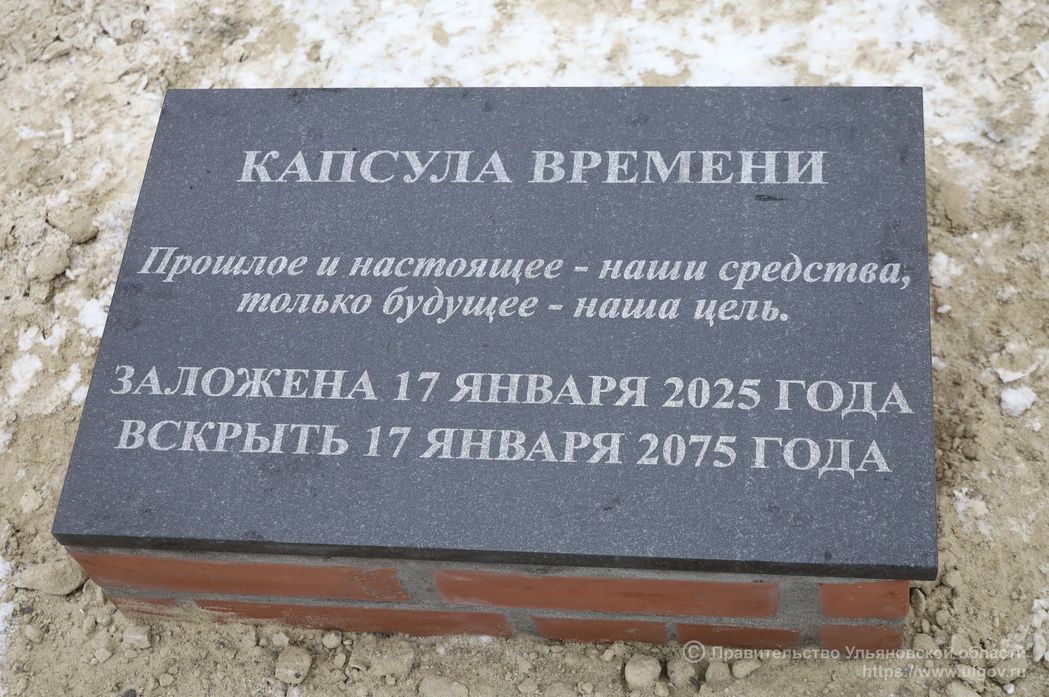 КАПСУЛА ВРЕМЕНИ
Прошлое и настоящее - наши средства,
только будущее - наша цель.
ЗАЛОЖЕНА 17 ЯНВАРЯ 2025 ГОДА
ВСКРЫТЬ 17 ЯНВАРЯ 2075 ГОДА
© Правительство Ульяновской области
https://www.ulgov.ru